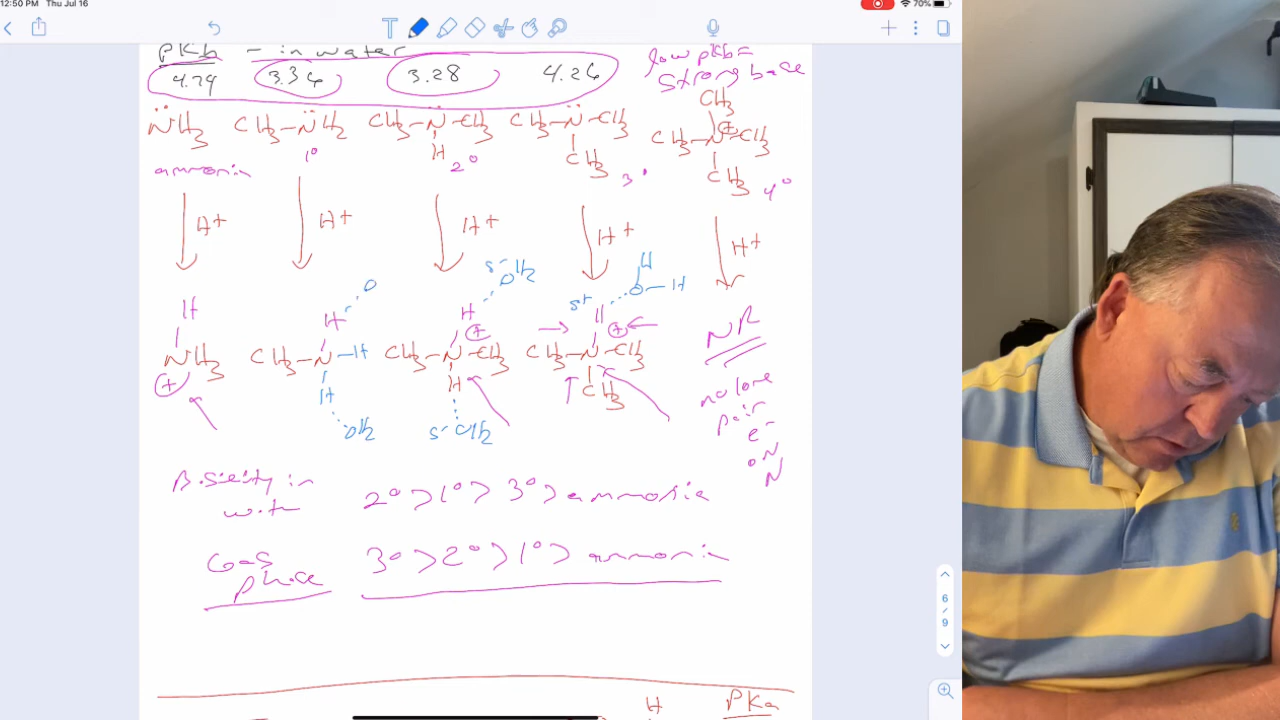 12:50 PM Thu Jul 16
70%
PKb - in water
4.74 3.36 3.28 4.26
low pkb =
strong base
CH3
NH3 CH3-NH2 CH3-N-CH3 CH3-N-CH3 CH3-N-CH3
H CH3 CH3
ammonia 1° 2° 3° 4°
H+ H+ H+ H+ H+
H
O
H
S- OH2
H
S+ H O-H
H
NH3 CH3-N-H CH3-N-CH3 CH3-N-CH3 NR
+ H H CH3
OH2 S- OH2
no lone
pair
e-
on
N
Basicity in 2° > 1° > 3° > ammonia
Gas
phase 3° > 2° > 1° > ammonia
6
/
9
H PKa